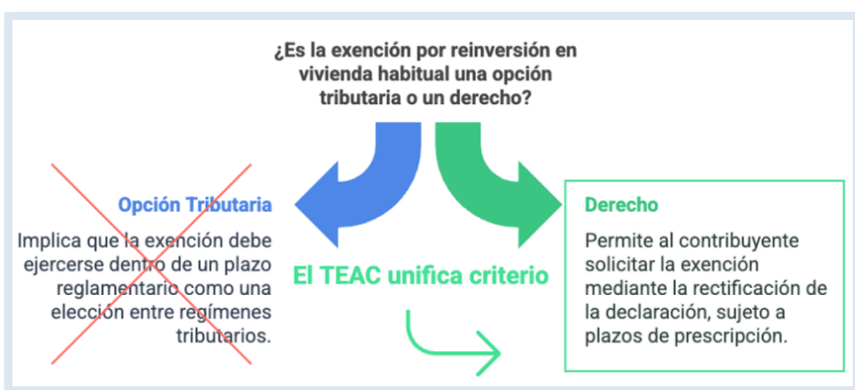 ¿Es la exención por reinversión en
vivienda habitual una opción
tributaria o un derecho?
Opción Tributaria
Implica que la exención debe
ejercerse dentro de un plazo
reglamentario como una
elección entre regímenes
tributarios.
El TEAC unifica criterio
Derecho
Permite al contribuyente
solicitar la exención
mediante la rectificación de
la declaración, sujeto a
plazos de prescripción.